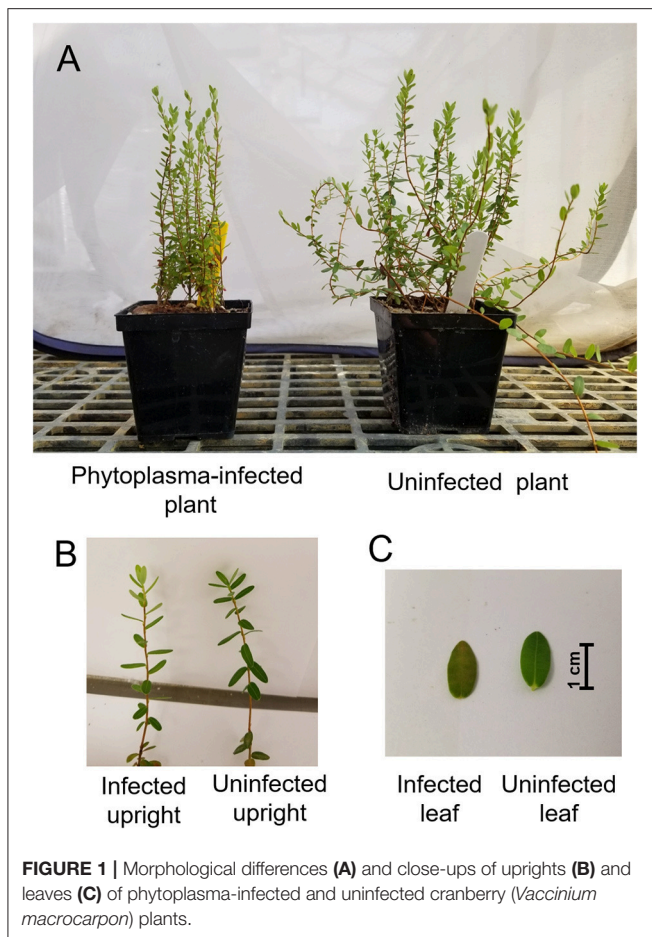 A
Phytoplasma-infected
plant
Uninfected plant
B
Infected
upright
Uninfected
upright
C
1 cm
Infected
leaf
Uninfected
leaf
FIGURE 1 | Morphological differences (A) and close-ups of uprights (B) and
leaves (C) of phytoplasma-infected and uninfected cranberry (Vaccinium
macrocarpon) plants.